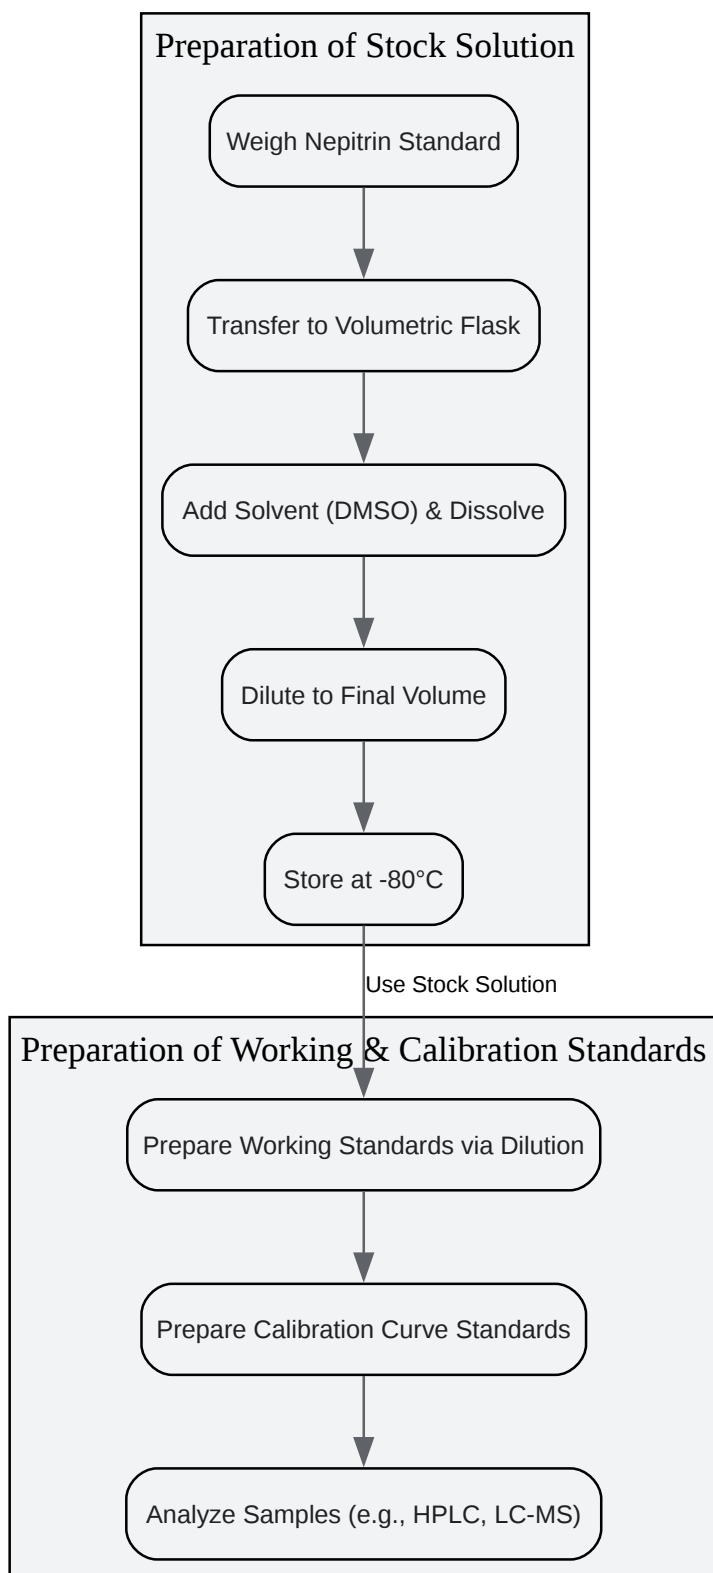 Preparation of Stock Solution
Weigh Nepitrin Standard
Transfer to Volumetric Flask
Add Solvent (DMSO) & Dissolve
Dilute to Final Volume
Store at -80°C
Use Stock Solution
Preparation of Working & Calibration Standards
Prepare Working Standards via Dilution
Prepare Calibration Curve Standards
Analyze Samples (e.g., HPLC, LC-MS)